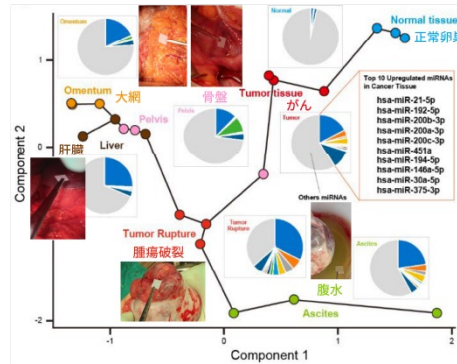 Omentum
Normal
Normal tissue
正常卵巣
Omentum
大網
骨盤
Pelvis
Pelvis
Tumor tissue
がん
Tumor
Top 10 Upregulated miRNAs
in Cancer Tissue
hsa-miR-21-5p
hsa-miR-192-5p
hsa-miR-200b-3p
hsa-miR-200a-3p
hsa-miR-200c-3p
hsa-miR-451a
hsa-miR-194-5p
hsa-miR-146a-5p
hsa-miR-30a-5p
hsa-miR-375-3p
肝臓
Liver
Others miRNAs
Tumor Rupture
腫瘍破裂
Tumor
Rupture
腹水
Ascites
Ascites
Component 2
1
0
-2
-1
0
1
2
Component 1